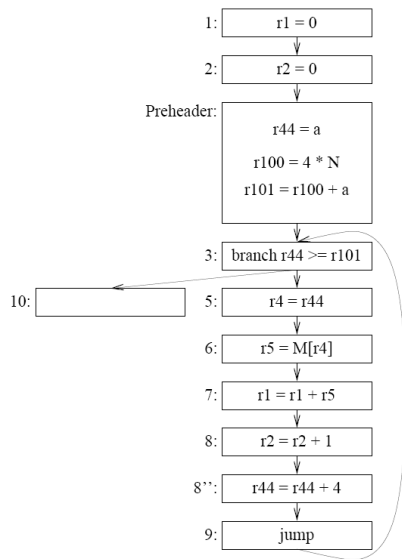 1: r1 = 0
2: r2 = 0
Preheader:
r44 = a
r100 = 4 * N
r101 = r100 + a
3: branch r44 >= r101
10:
5: r4 = r44
6: r5 = M[r4]
7: r1 = r1 + r5
8: r2 = r2 + 1
8’’: r44 = r44 + 4
9: jump